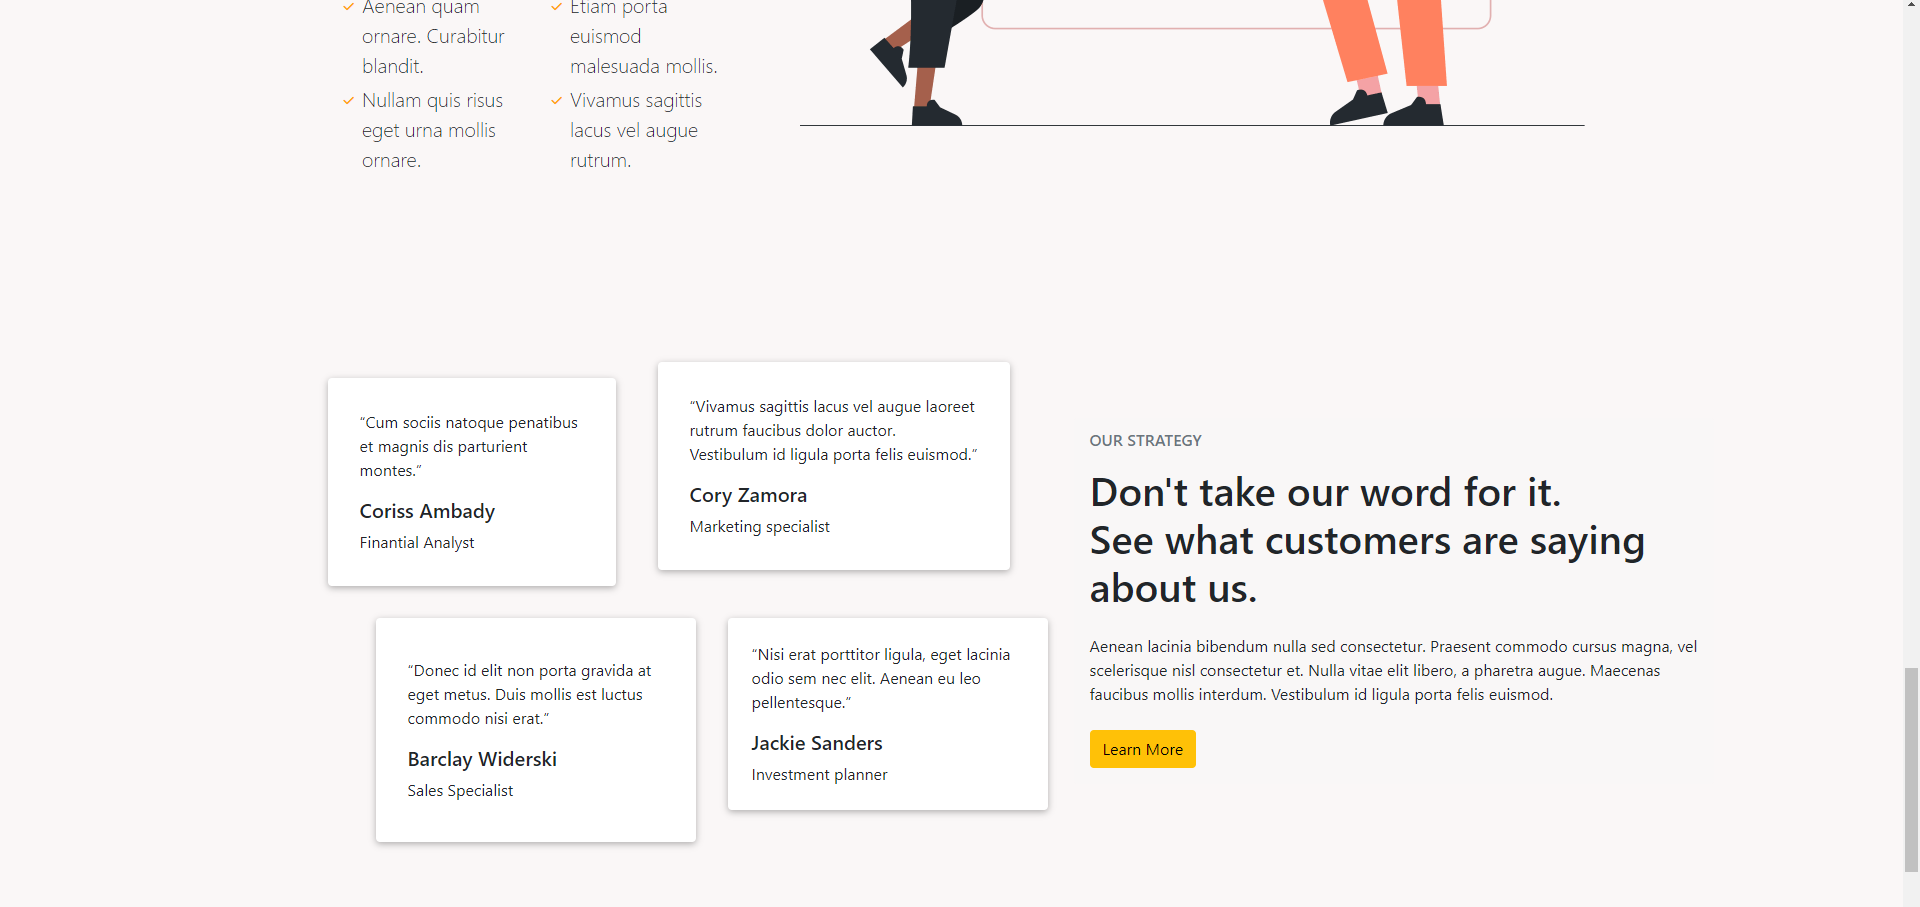 Aenean quam
ornare. Curabitur
blandit.
Nullam quis risus
eget urna mollis
ornare.
Etiam porta
euismod
malesuada mollis.
Vivamus sagittis
lacus vel augue
rutrum.
“Cum sociis natoque penatibus
et magnis dis parturient
montes.”
Coriss Ambady
Finantial Analyst
“Vivamus sagittis lacus vel augue laoreet
rutrum faucibus dolor auctor.
Vestibulum id ligula porta felis euismod.”
Cory Zamora
Marketing specialist
“Donec id elit non porta gravida at
eget metus. Duis mollis est luctus
commodo nisi erat.”
Barclay Widerski
Sales Specialist
“Nisi erat porttitor ligula, eget lacinia
odio sem nec elit. Aenean eu leo
pellentesque.”
Jackie Sanders
Investment planner
OUR STRATEGY
Don't take our word for it.
See what customers are saying
about us.
Aenean lacinia bibendum nulla sed consectetur. Praesent commodo cursus magna, vel
scelerisque nisl consectetur et. Nulla vitae elit libero, a pharetra augue. Maecenas
faucibus mollis interdum. Vestibulum id ligula porta felis euismod.
Learn More